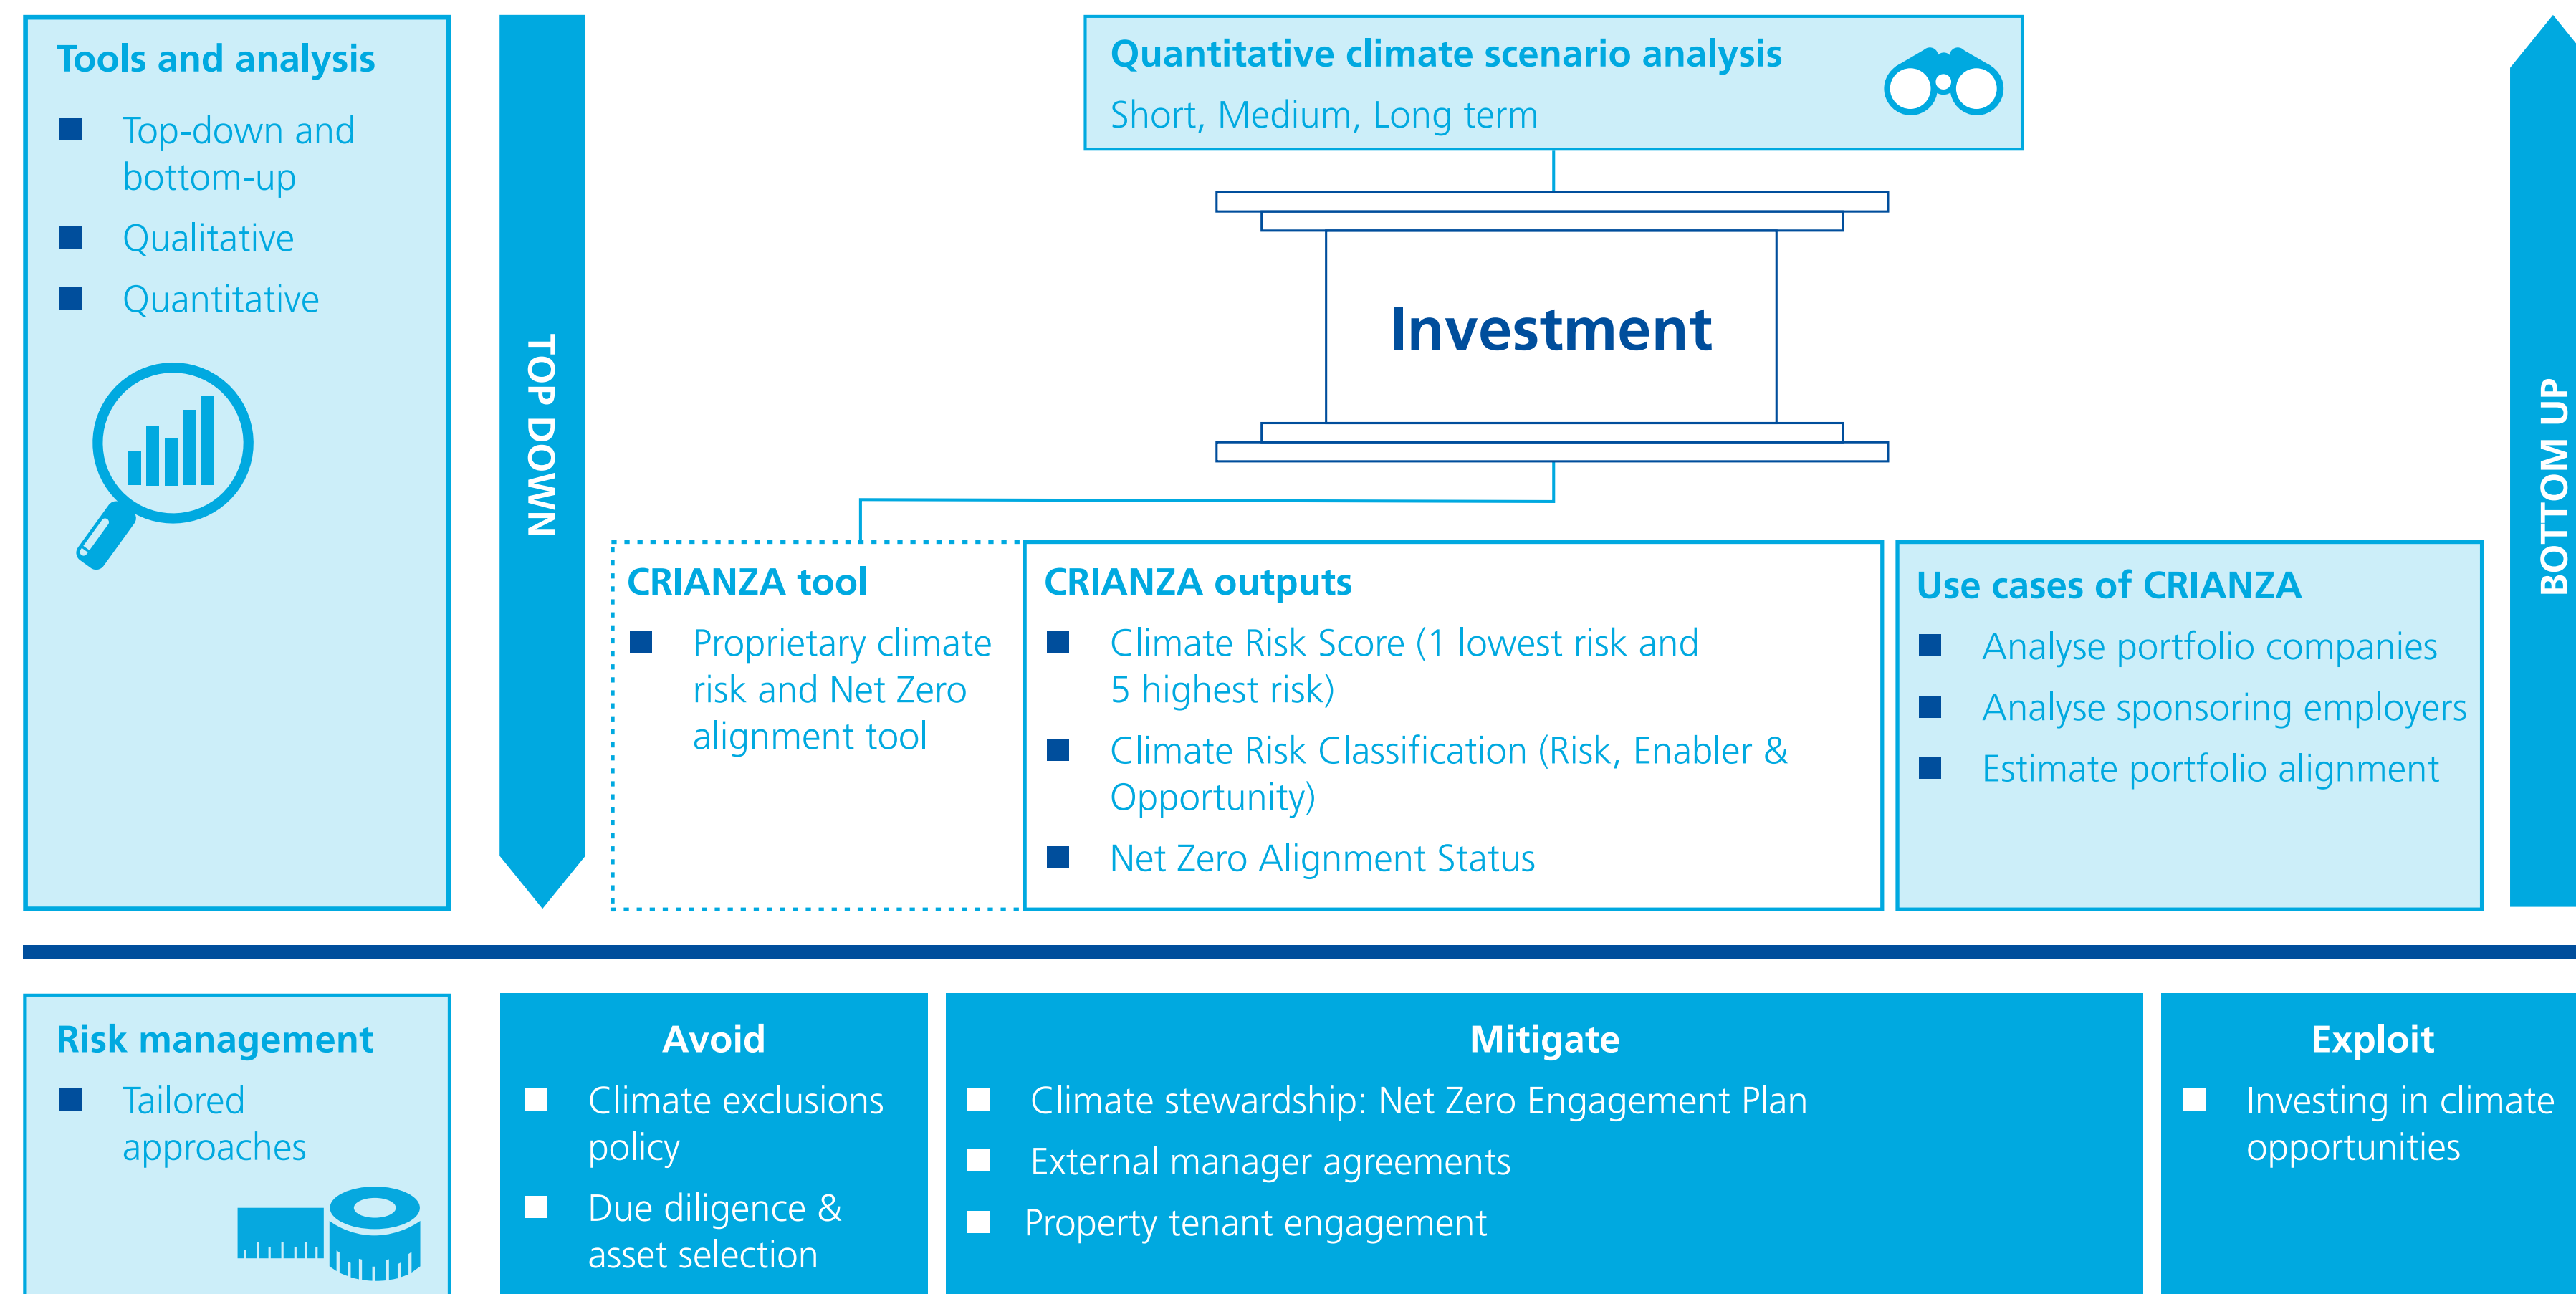 Tools and analysis
Top-down and
bottom-up
Qualitative
Quantitative
TOP DOWN
Quantitative climate scenario analysis
Short, Medium, Long term
Investment
CRIANZA tool
Proprietary climate
risk and Net Zero
alignment tool
CRIANZA outputs
Climate Risk Score (1 lowest risk and
5 highest risk)
Climate Risk Classification (Risk, Enabler &
Opportunity)
Net Zero Alignment Status
Use cases of CRIANZA
Analyse portfolio companies
Analyse sponsoring employers
Estimate portfolio alignment
BOTTOM UP
Risk management
Tailored
approaches
Avoid
Climate exclusions
policy
Due diligence &
asset selection
Mitigate
Climate stewardship: Net Zero Engagement Plan
External manager agreements
Property tenant engagement
Exploit
Investing in climate
opportunities